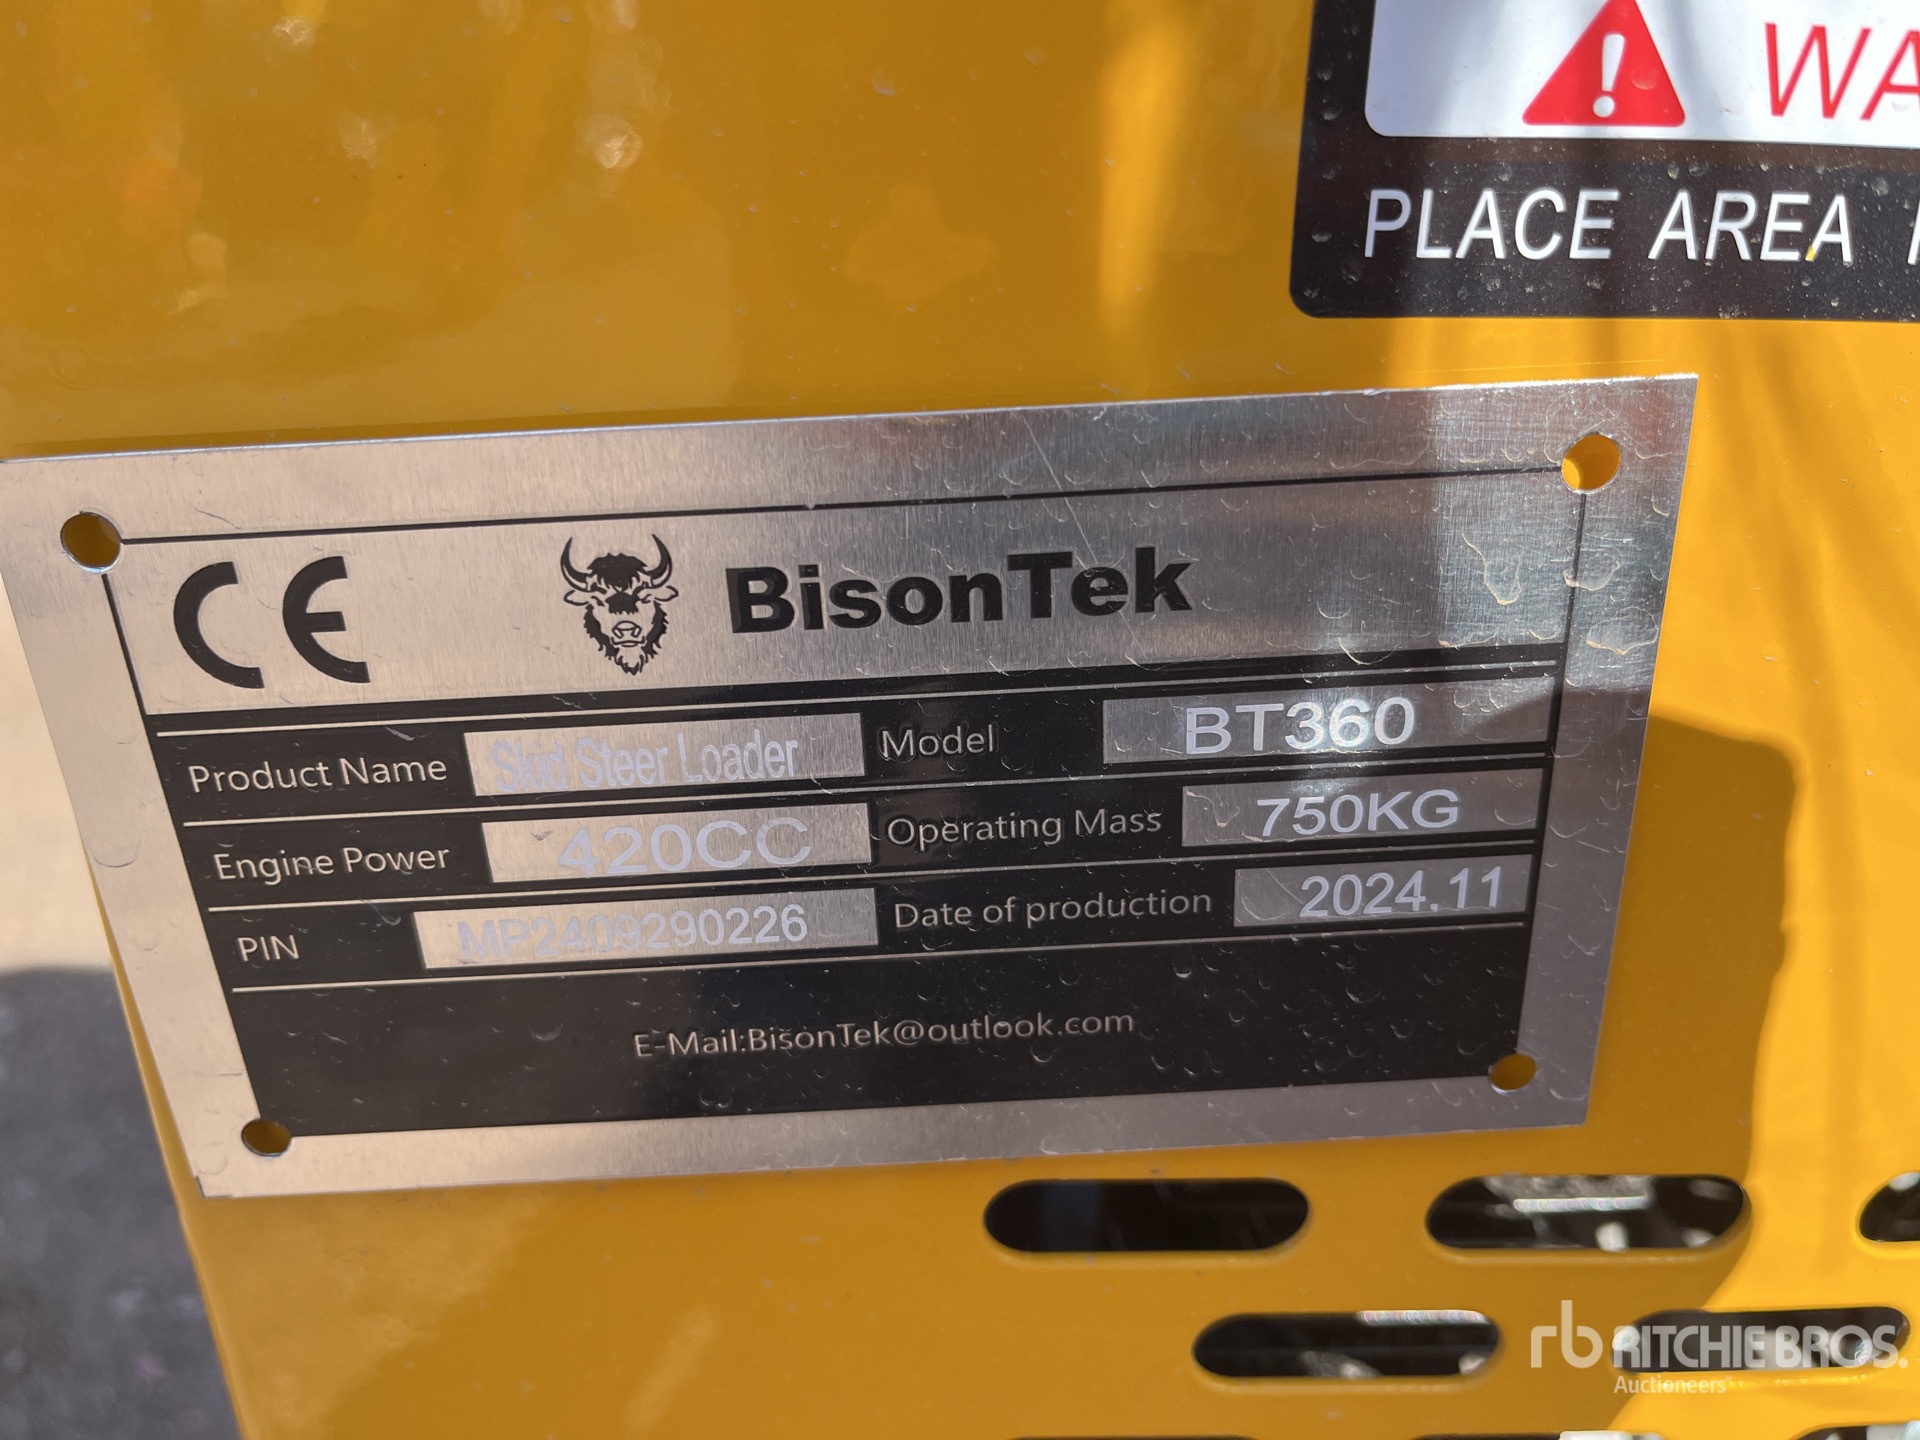 WA
PLACE AREA
CE BisonTek
Product Name Skid Steer Loader Model BT360
Engine Power 420CC Operating Mass 750KG
PIN MP2409290226 Date of production 2024.11
E-Mail:BisonTek@outlook.com
rb RITCHIE BROS.
Auctioneers